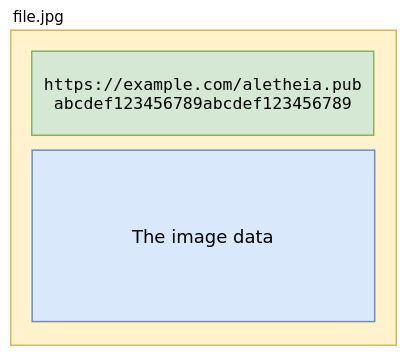 file.jpg
https://example.com/aletheia.pub
abcdef123456789abcdef123456789
The image data